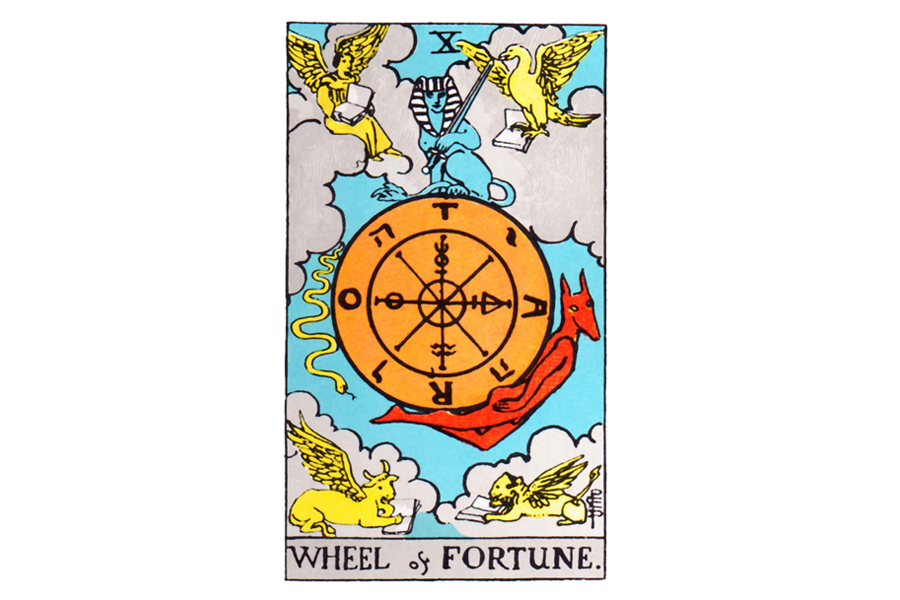 X
T
ה י
O A
ו ה
R
WHEEL of FORTUNE.